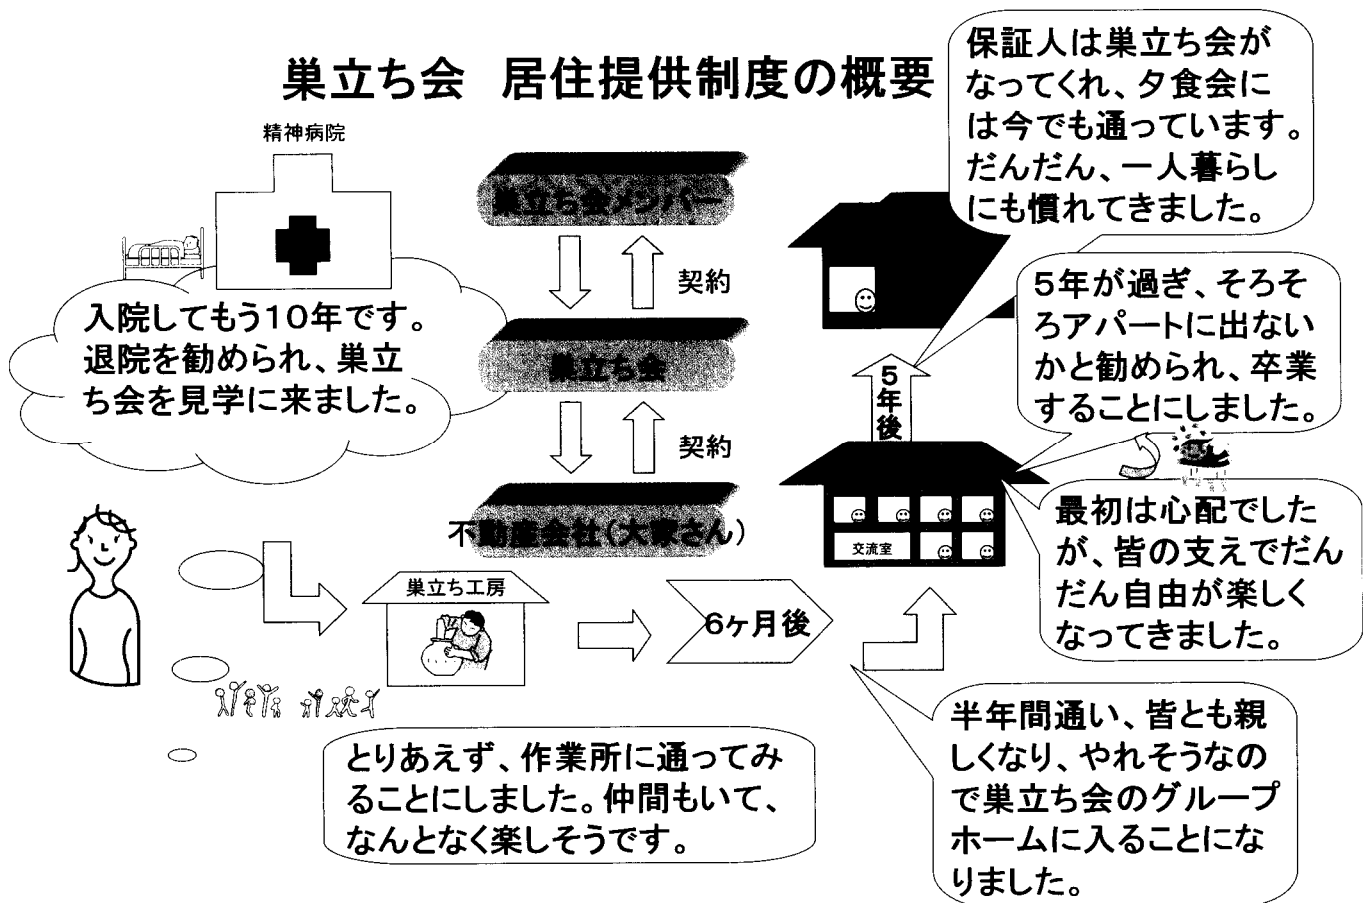 巣立ち会 居住提供制度の概要
精神病院
入院してもう10年です。
退院を勧められ、巣立
ち会を見学に来ました。
巣立ち会メンバー
契約
巣立ち会
契約
不動産会社(大家さん)
巣立ち工房
とりあえず、作業所に通ってみ
ることにしました。仲間もいて、
なんとなく楽しそうです。
6ヶ月後
半年間通い、皆とも親
しくなり、やれそうなの
で巣立ち会のグループ
ホームに入ることにな
りました。
交流室
最初は心配でした
が、皆の支えでだん
だん自由が楽しく
なってきました。
5年が過ぎ、そろそ
ろアパートに出ない
かと勧められ、卒業
することにしました。
5年後
保証人は巣立ち会が
なってくれ、夕食会に
は今でも通っています。
だんだん、一人暮らし
にも慣れてきました。